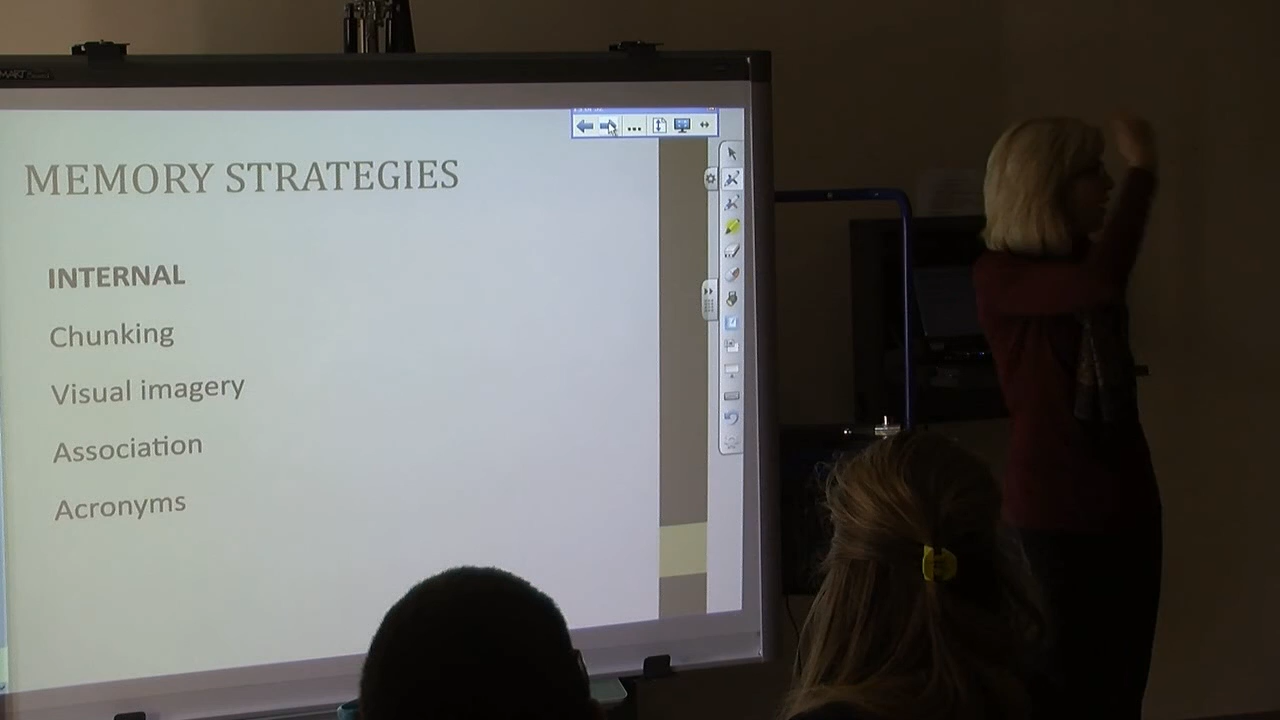 MEMORY STRATEGIES
INTERNAL
Chunking
Visual imagery
Association
Acronyms